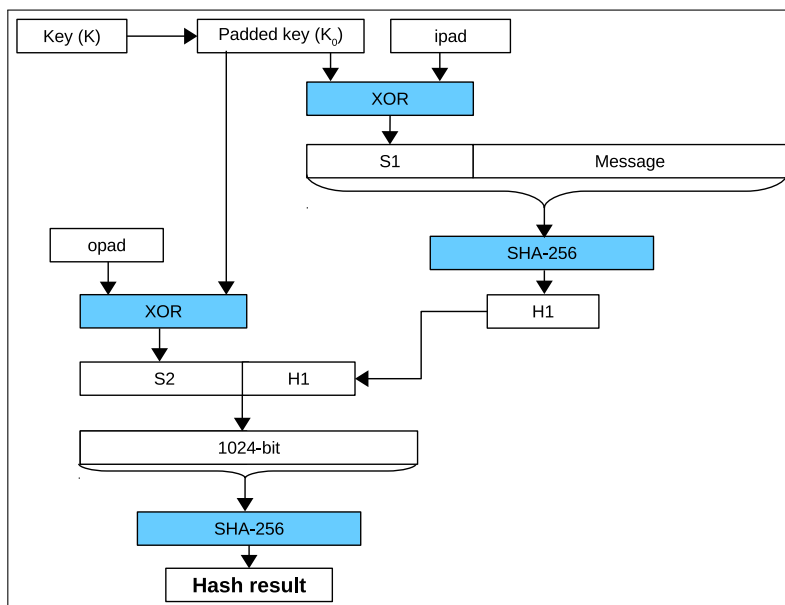 Key (K)
Padded key (K₀)
ipad
XOR
S1
Message
opad
SHA-256
XOR
H1
S2
H1
1024-bit
SHA-256
Hash result